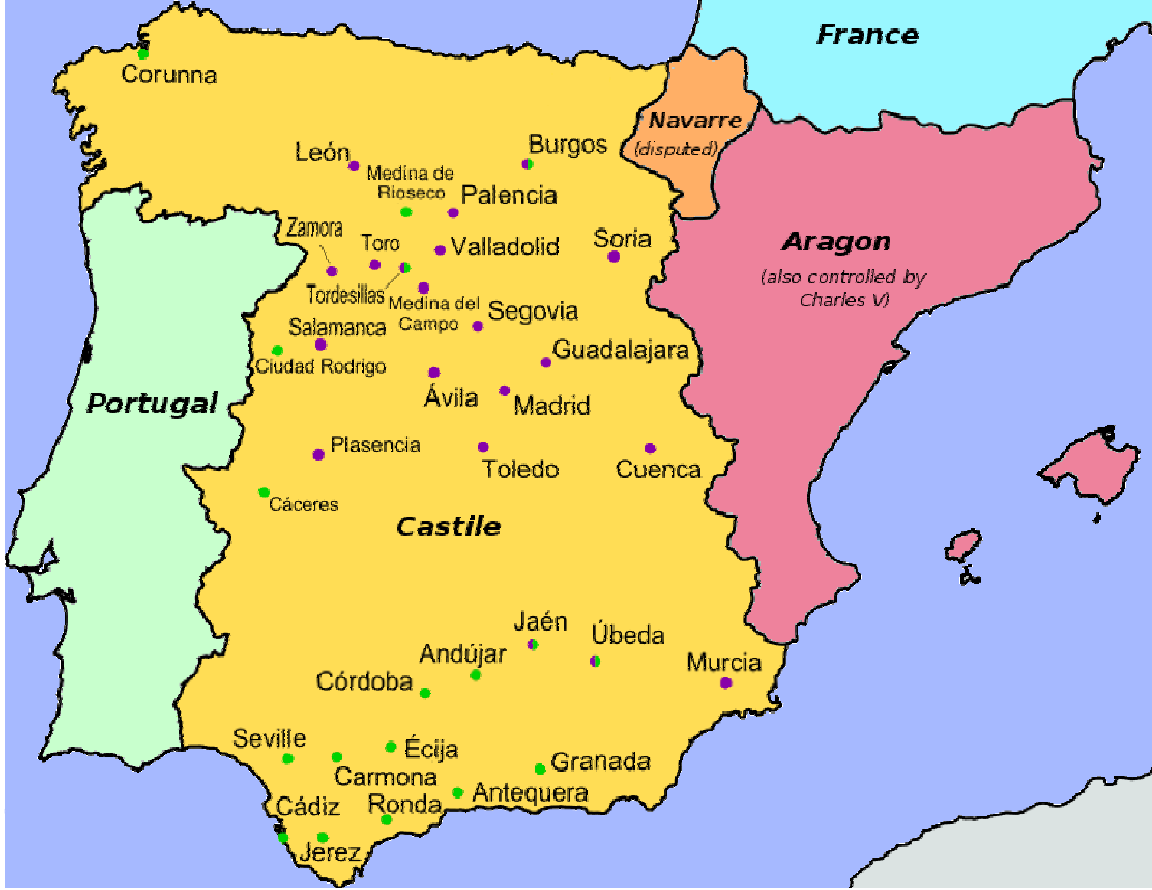 France
Corunna
Navarre
(disputed)
Burgos
León
Medina de
Rioseco
Palencia
Zamora
Toro
Valladolid
Soria
Aragon
(also controlled by
Charles V)
Tordesillas
Medina del
Campo
Segovia
Salamanca
Ciudad Rodrigo
Guadalajara
Ávila
Madrid
Portugal
Plasencia
Toledo
Cuenca
Cáceres
Castile
Jaén
Úbeda
Andújar
Murcia
Córdoba
Seville
Écija
Carmona
Granada
Antequera
Cádiz
Ronda
Jerez